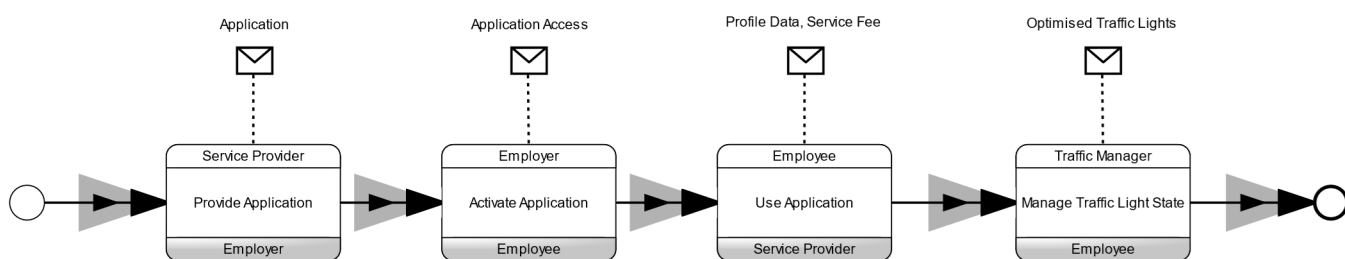 Application
Application Access
Profile Data, Service Fee
Optimised Traffic Lights
Service Provider
Provide Application
Employer
Employer
Activate Application
Employee
Employee
Use Application
Service Provider
Traffic Manager
Manage Traffic Light State
Employee